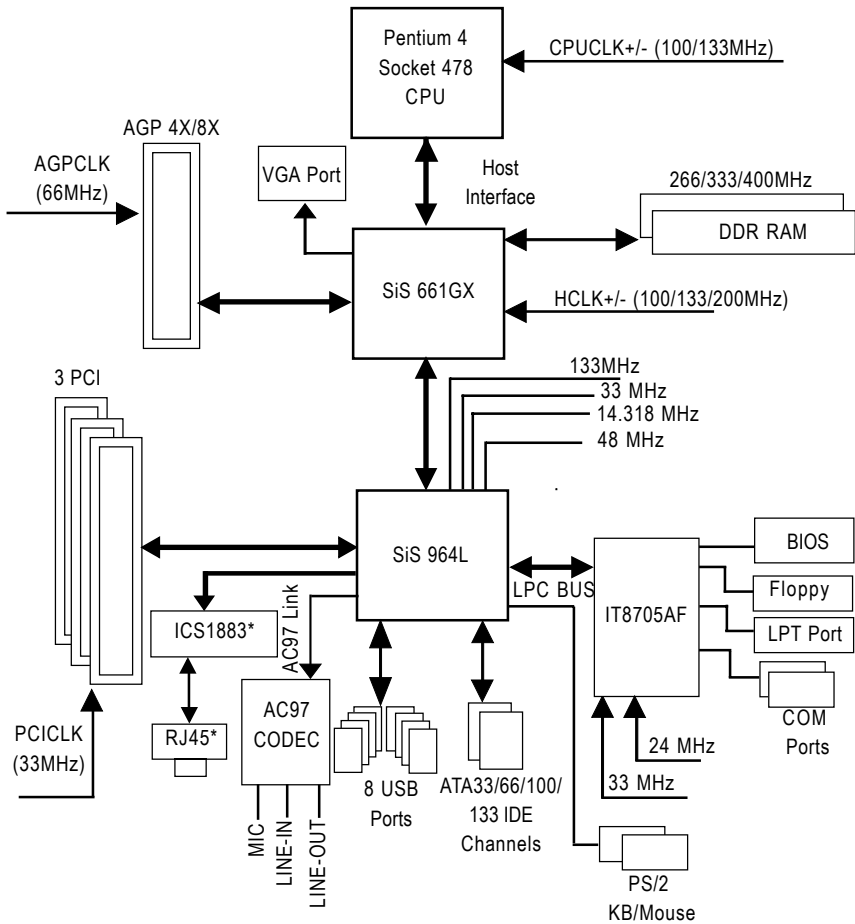 Pentium 4
Socket 478
CPU
CPUCLK+/- (100/133MHz)
AGP 4X/8X
AGPCLK
(66MHz)
VGA Port
Host
Interface
266/333/400MHz
DDR RAM
SiS 661GX
HCLK+/- (100/133/200MHz)
3 PCI
133MHz
33 MHz
14.318 MHz
48 MHz
SiS 964L
BIOS
LPC BUS
IT8705AF
Floppy
LPT Port
ICS1883*
AC97 Link
COM
Ports
PCICLK
(33MHz)
RJ45*
AC97
CODEC
24 MHz
33 MHz
8 USB
Ports
ATA33/66/100/
133 IDE
Channels
MIC
LINE-IN
LINE-OUT
PS/2
KB/Mouse